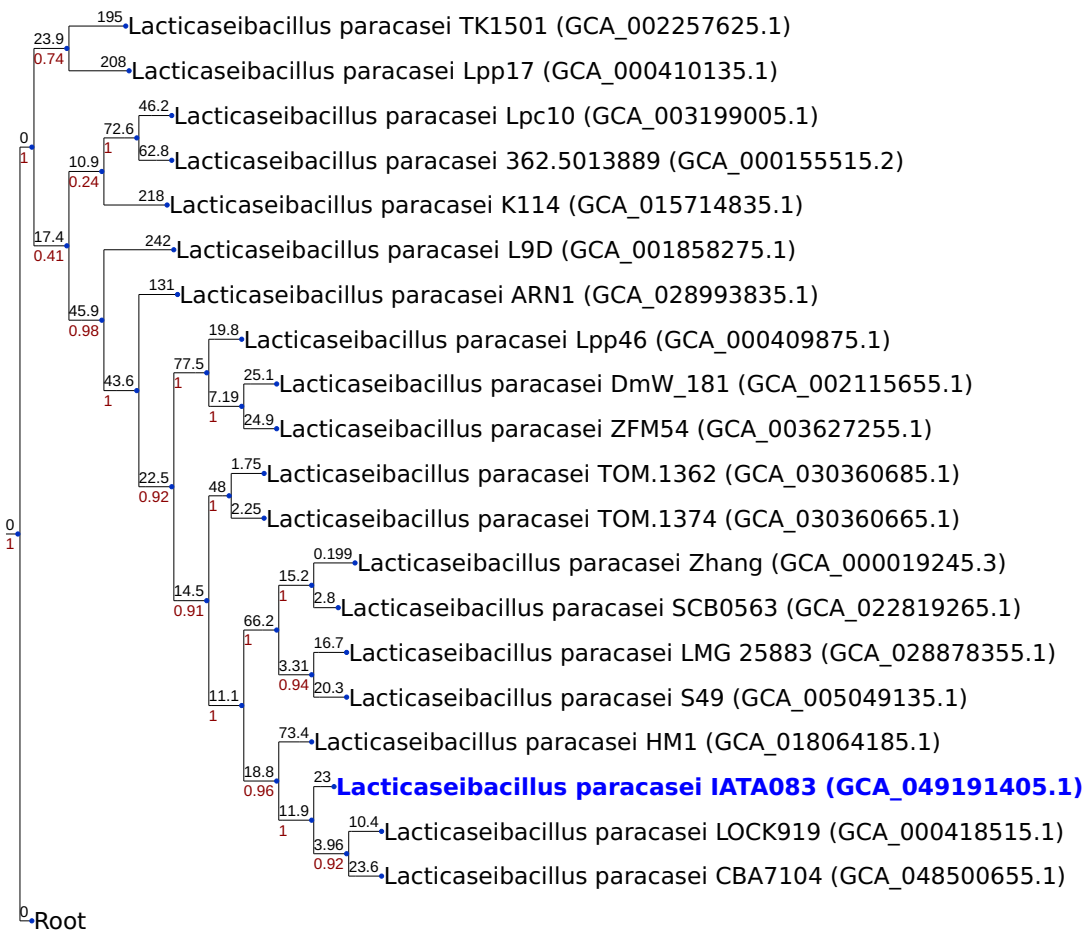 195
Lacticaseibacillus paracasei TK1501 (GCA_002257625.1)
23.9
0.74
208
Lacticaseibacillus paracasei Lpp17 (GCA_000410135.1)
46.2
Lacticaseibacillus paracasei Lpc10 (GCA_003199005.1)
72.6
1
0
1
62.8
Lacticaseibacillus paracasei 362.5013889 (GCA_000155515.2)
10.9
0.24
218
Lacticaseibacillus paracasei K114 (GCA_015714835.1)
17.4
0.41
242
Lacticaseibacillus paracasei L9D (GCA_001858275.1)
131
Lacticaseibacillus paracasei ARN1 (GCA_028993835.1)
45.9
0.98
19.8
Lacticaseibacillus paracasei Lpp46 (GCA_000409875.1)
77.5
1
43.6
1
25.1
Lacticaseibacillus paracasei DmW_181 (GCA_002115655.1)
7.19
1
24.9
Lacticaseibacillus paracasei ZFM54 (GCA_003627255.1)
1.75
Lacticaseibacillus paracasei TOM.1362 (GCA_030360685.1)
22.5
0.92
48
1
2.25
Lacticaseibacillus paracasei TOM.1374 (GCA_030360665.1)
0
1
0.199
Lacticaseibacillus paracasei Zhang (GCA_000019245.3)
15.2
1
2.8
Lacticaseibacillus paracasei SCB0563 (GCA_022819265.1)
14.5
0.91
66.2
1
16.7
Lacticaseibacillus paracasei LMG 25883 (GCA_028878355.1)
3.31
0.94
20.3
Lacticaseibacillus paracasei S49 (GCA_005049135.1)
11.1
1
73.4
Lacticaseibacillus paracasei HM1 (GCA_018064185.1)
18.8
0.96
23
Lacticaseibacillus paracasei IATA083 (GCA_049191405.1)
11.9
1
10.4
Lacticaseibacillus paracasei LOCK919 (GCA_000418515.1)
3.96
0.92
23.6
Lacticaseibacillus paracasei CBA7104 (GCA_048500655.1)
0
Root